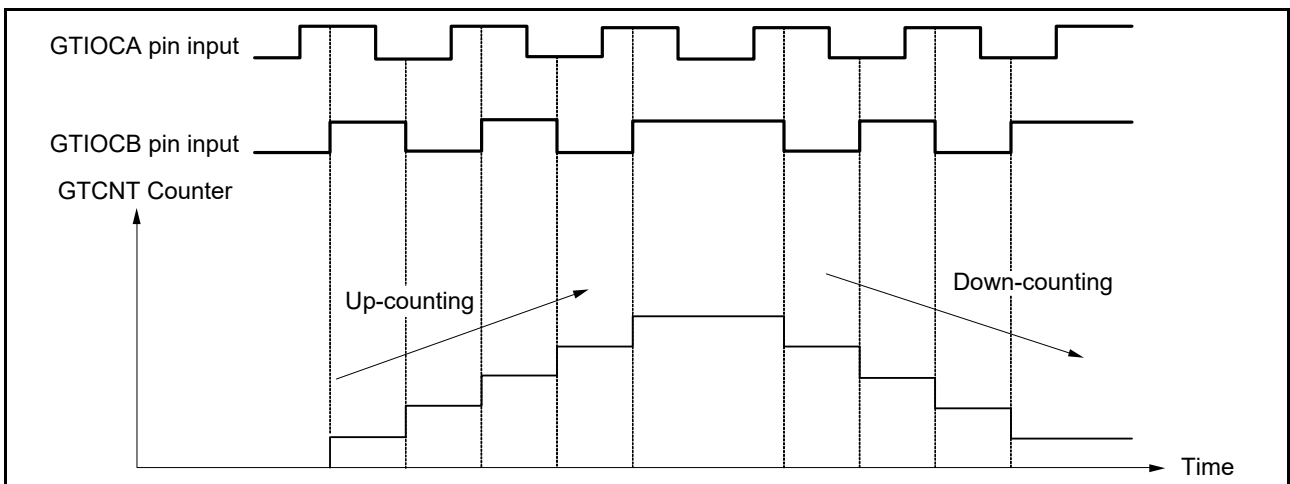 GTIOCA pin input
GTIOCB pin input
GTCNT Counter
Up-counting
Down-counting
Time